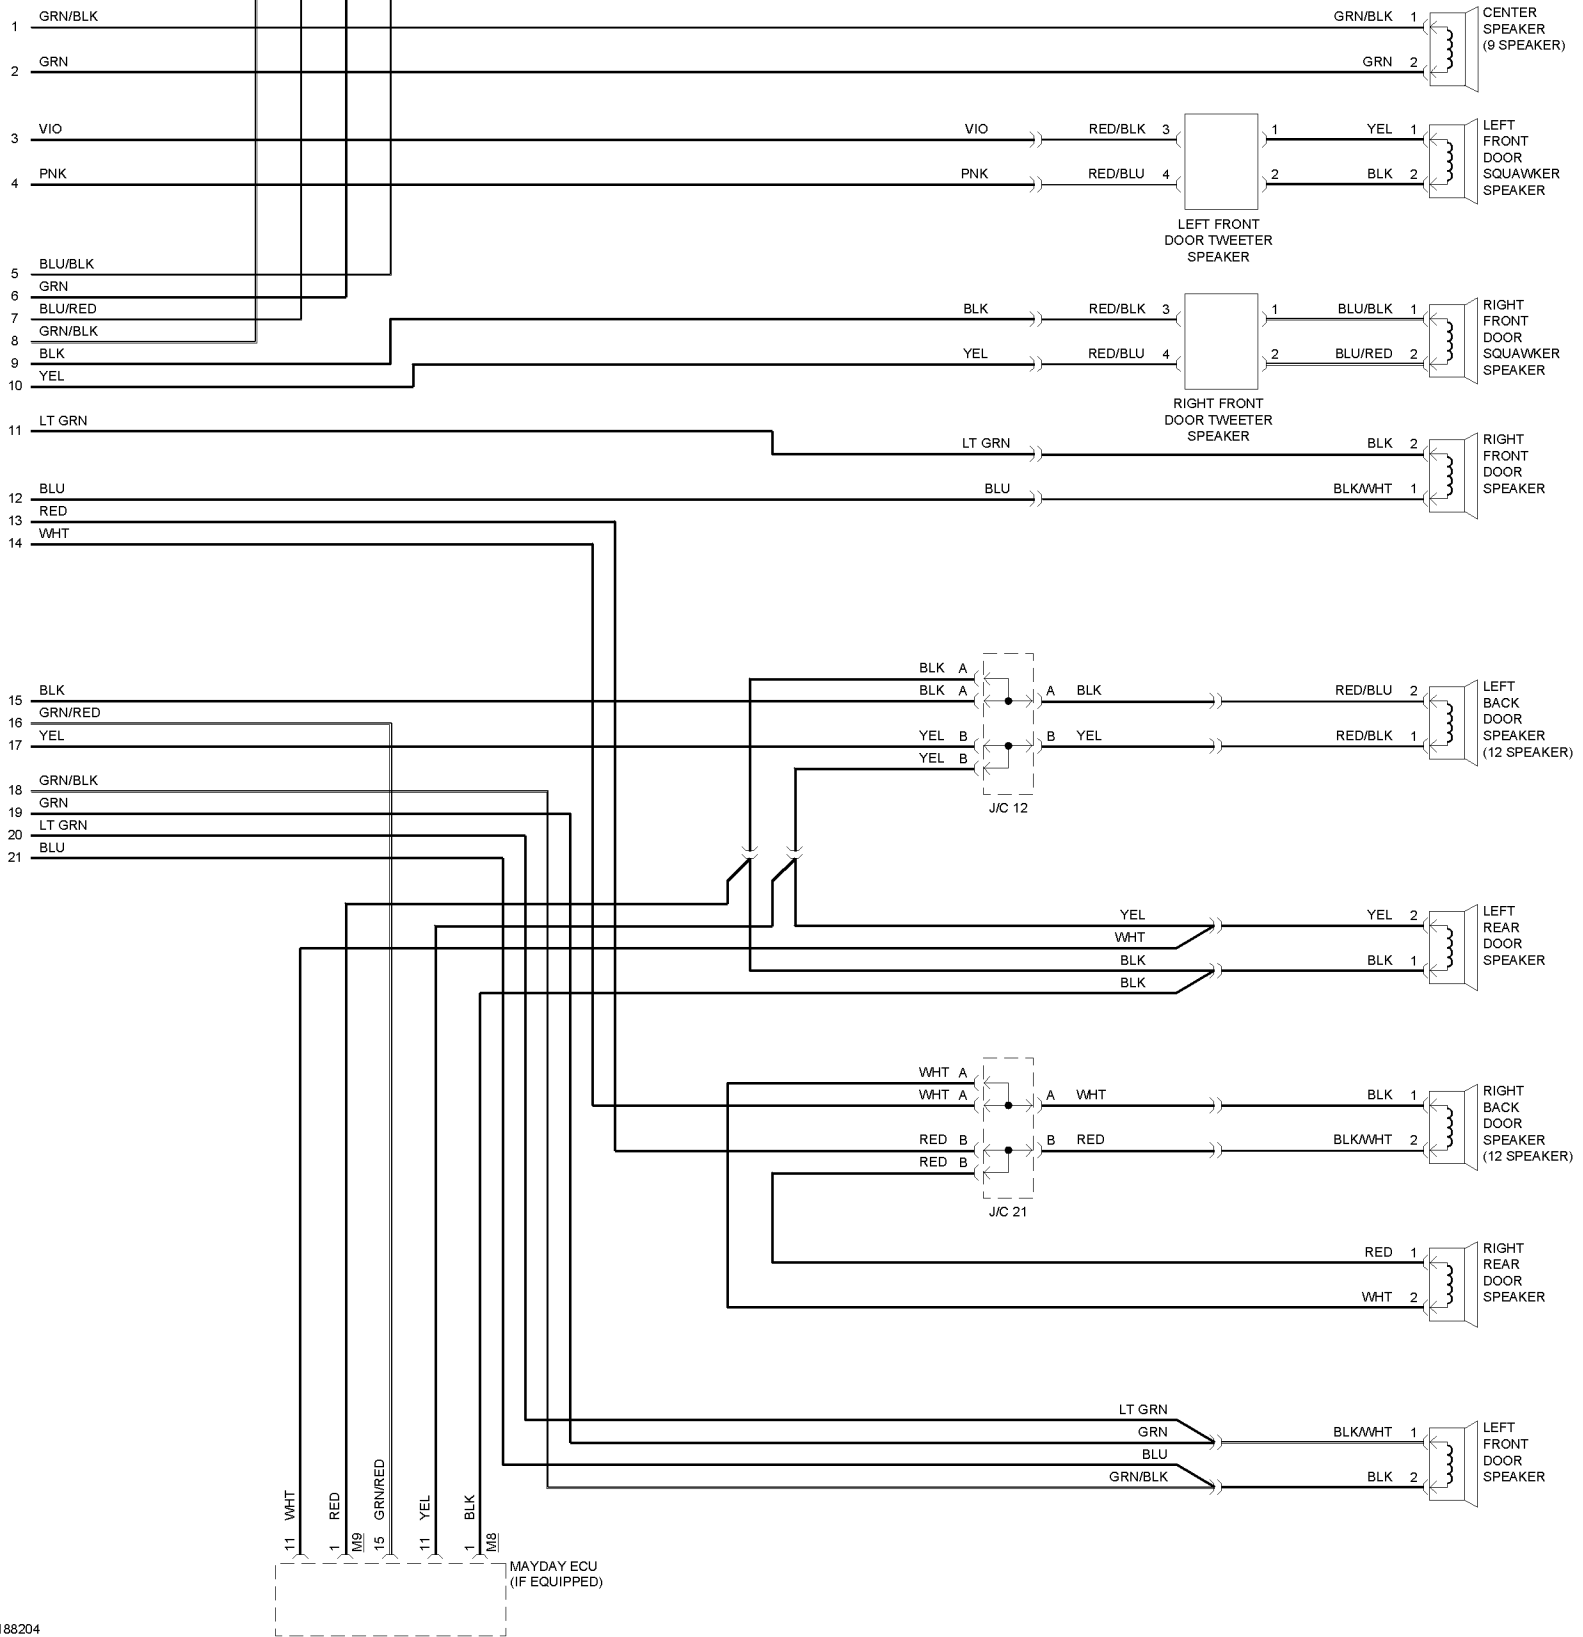 1 GRN/BLK GRN/BLK 1
CENTER
SPEAKER
(9 SPEAKER)
2 GRN GRN 2
3 VIO VIO RED/BLK 3 1 YEL 1
LEFT
FRONT
DOOR
SQUAWKER
SPEAKER
4 PNK PNK RED/BLU 4 2 BLK 2
LEFT FRONT
DOOR TWEETER
SPEAKER
5 BLU/BLK
6 GRN
7 BLU/RED
8 GRN/BLK
9 BLK
10 YEL
BLK RED/BLK 3 1 BLU/BLK 1
RIGHT
FRONT
DOOR
SQUAWKER
SPEAKER
YEL RED/BLU 4 2 BLU/RED 2
RIGHT FRONT
DOOR TWEETER
SPEAKER
11 LT GRN
LT GRN BLK 2
RIGHT
FRONT
DOOR
SPEAKER
12 BLU BLU BLK/WHT 1
13 RED
14 WHT
BLK A
15 BLK BLK A A BLK RED/BLU 2
LEFT
BACK
DOOR
SPEAKER
(12 SPEAKER)
16 GRN/RED
17 YEL YEL B B YEL RED/BLK 1
YEL B
J/C 12
18 GRN/BLK
19 GRN
20 LT GRN
21 BLU
YEL YEL 2
LEFT
REAR
DOOR
SPEAKER
WHT
BLK BLK 1
BLK
WHT A
WHT A A WHT BLK 1
RIGHT
BACK
DOOR
SPEAKER
(12 SPEAKER)
RED B B RED BLK/WHT 2
RED B
J/C 21
RED 1
RIGHT
REAR
DOOR
SPEAKER
WHT 2
LT GRN
GRN BLK/WHT 1
LEFT
FRONT
DOOR
SPEAKER
BLU
GRN/BLK BLK 2
11 WHT
1 RED
M9
15 GRN/RED
11 YEL
1 BLK
M8
MAYDAY ECU
(IF EQUIPPED)
188204